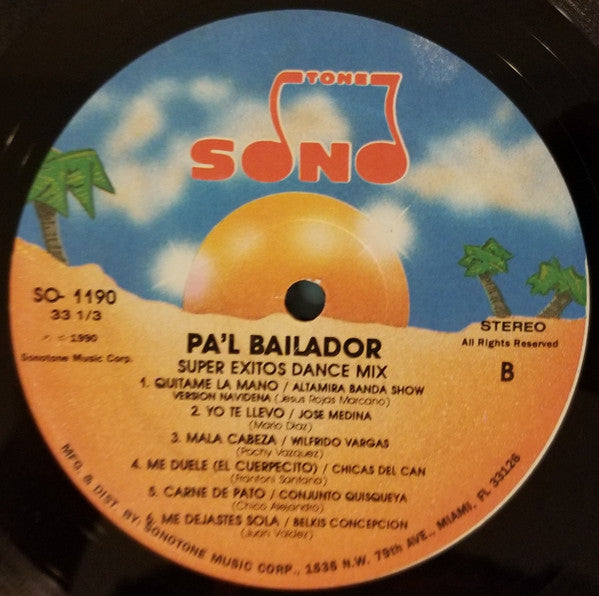 TONE
SONO
SO- 1190
33 1/3
℗ © 1990
Sonotone Music Corp.
STEREO
All Rights Reserved
B
PA'L BAILADOR
SUPER EXITOS DANCE MIX
1. QUITAME LA MANO / ALTAMIRA BANDA SHOW
VERSION NAVIDENA (Jesus Rojas Marcano)
2. YO TE LLEVO / JOSE MEDINA
(Mario Diaz)
3. MALA CABEZA / WILFRIDO VARGAS
(Pochy Vazquez)
4. ME DUELE (EL CUERPECITO) / CHICAS DEL CAN
(Rantoni Santana)
5. CARNE DE PATO / CONJUNTO QUISQUEYA
(Chico Alejandro)
6. ME DEJASTES SOLA / BELKIS CONCEPCION
(Juan Valdez)
MFG. & DIST. BY: SONOTONE MUSIC CORP., 1535 N.W. 79th AVE., MIAMI, FL 33126